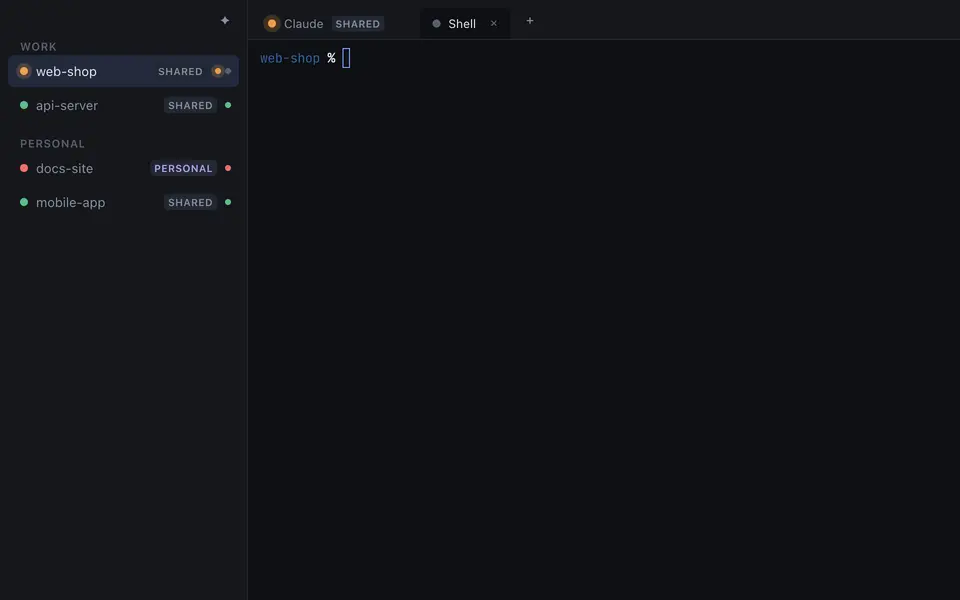 WORK
web-shop SHARED
api-server SHARED
PERSONAL
docs-site PERSONAL
mobile-app SHARED
Claude SHARED
Shell × +
web-shop %